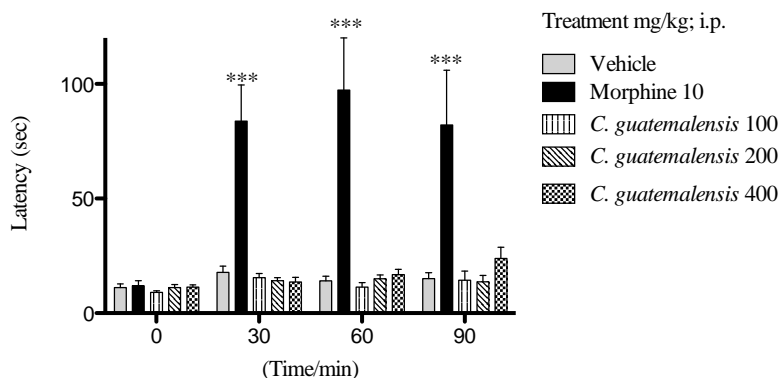 Treatment mg/kg; i.p.
Vehicle
Morphine 10
C. guatemalensis 100
C. guatemalensis 200
C. guatemalensis 400
***
***
***
Latency (sec)
100
50
0
0 30 60 90
(Time/min)